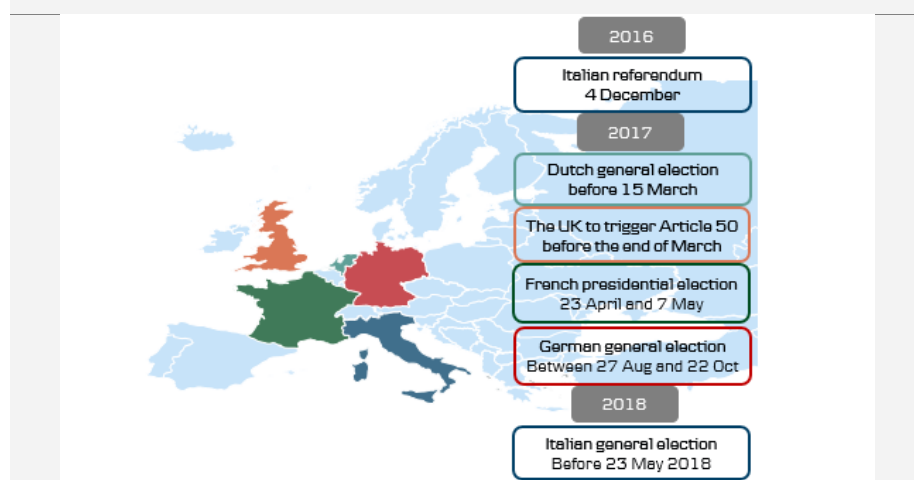 2016
Italian referendum
4 December
2017
Dutch general election
before 15 March
The UK to trigger Article 50
before the end of March
French presidential election
23 April and 7 May
German general election
Between 27 Aug and 22 Oct
2018
Italian general election
Before 23 May 2018